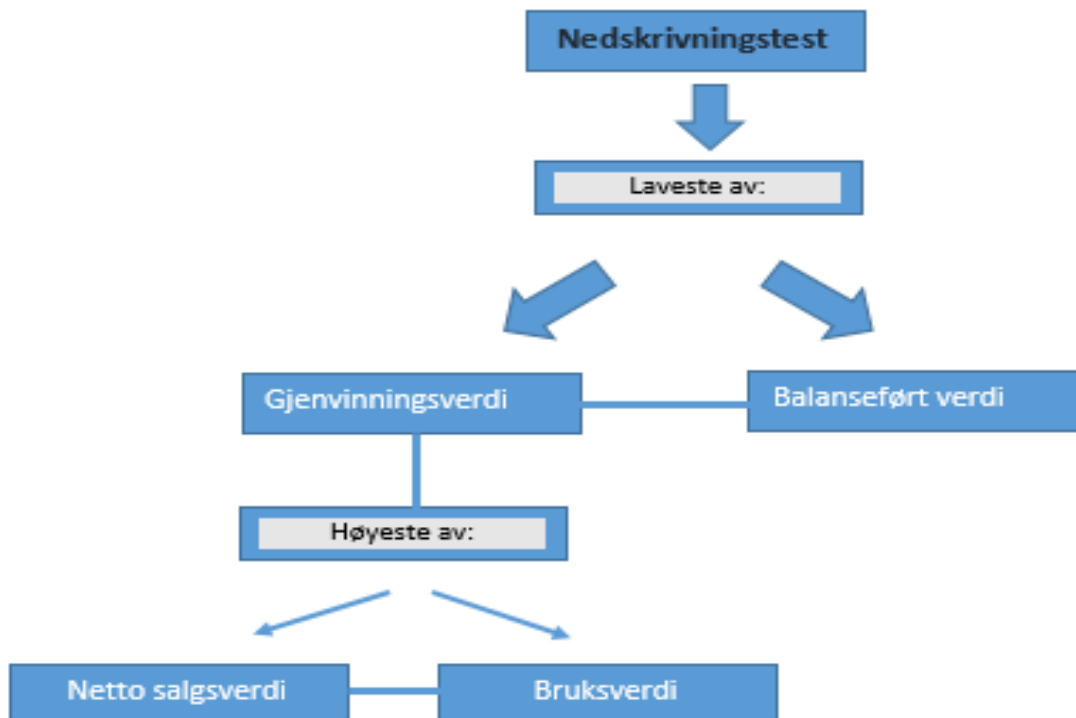 Nedskrivningstest
Laveste av:
Gjenvinningsverdi
Balanseført verdi
Høyeste av:
Netto salgsverdi
Bruksverdi